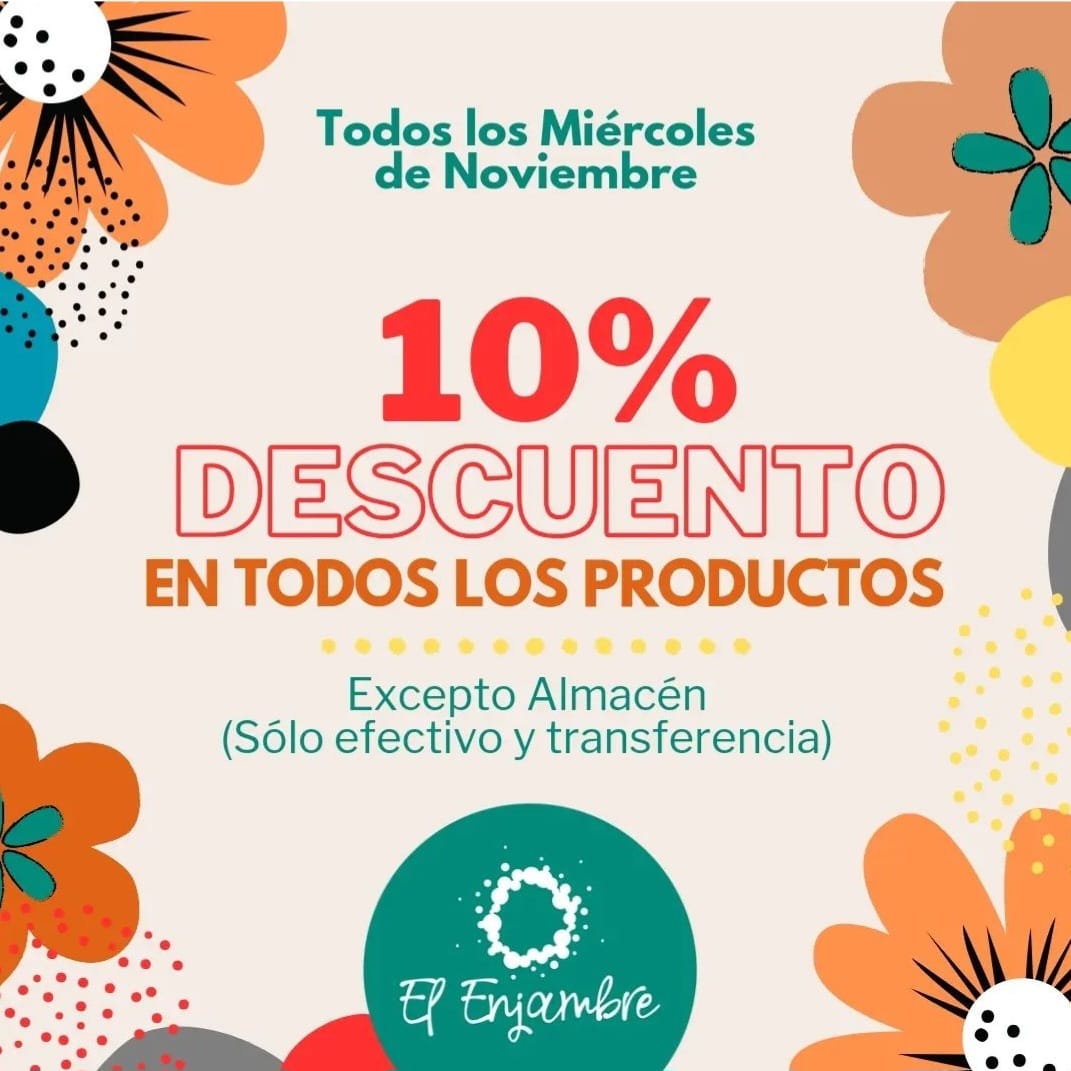 Todos los Miércoles
de Noviembre
10%
DESCUENTO
EN TODOS LOS PRODUCTOS
Excepto Almacén
(Sólo efectivo y transferencia)
El Enjambre